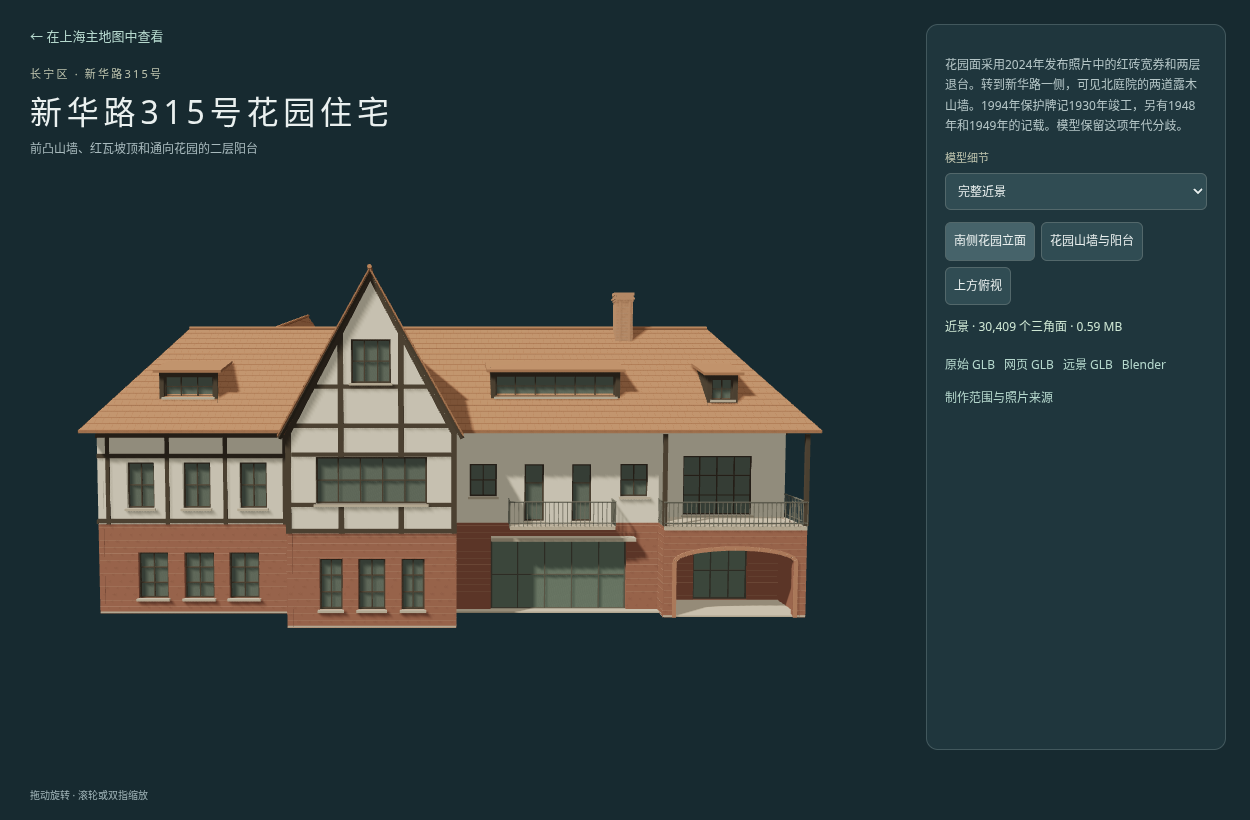 ← 在上海主地图中查看
长宁区 · 新华路315号
新华路315号花园住宅
前凸山墙、红瓦坡顶和通向花园的二层阳台
花园面采用2024年发布照片中的红砖宽券和两层
退台。转到新华路一侧，可见北庭院的两道露木
山墙。1994年保护牌记1930年竣工，另有1948
年和1949年的记载。模型保留这项年代分歧。
模型细节
完整近景
南侧花园立面 花园山墙与阳台
上方俯视
近景 · 30,409 个三角面 · 0.59 MB
原始 GLB 网页 GLB 远景 GLB Blender
制作范围与照片来源
拖动旋转 · 滚轮或双指缩放